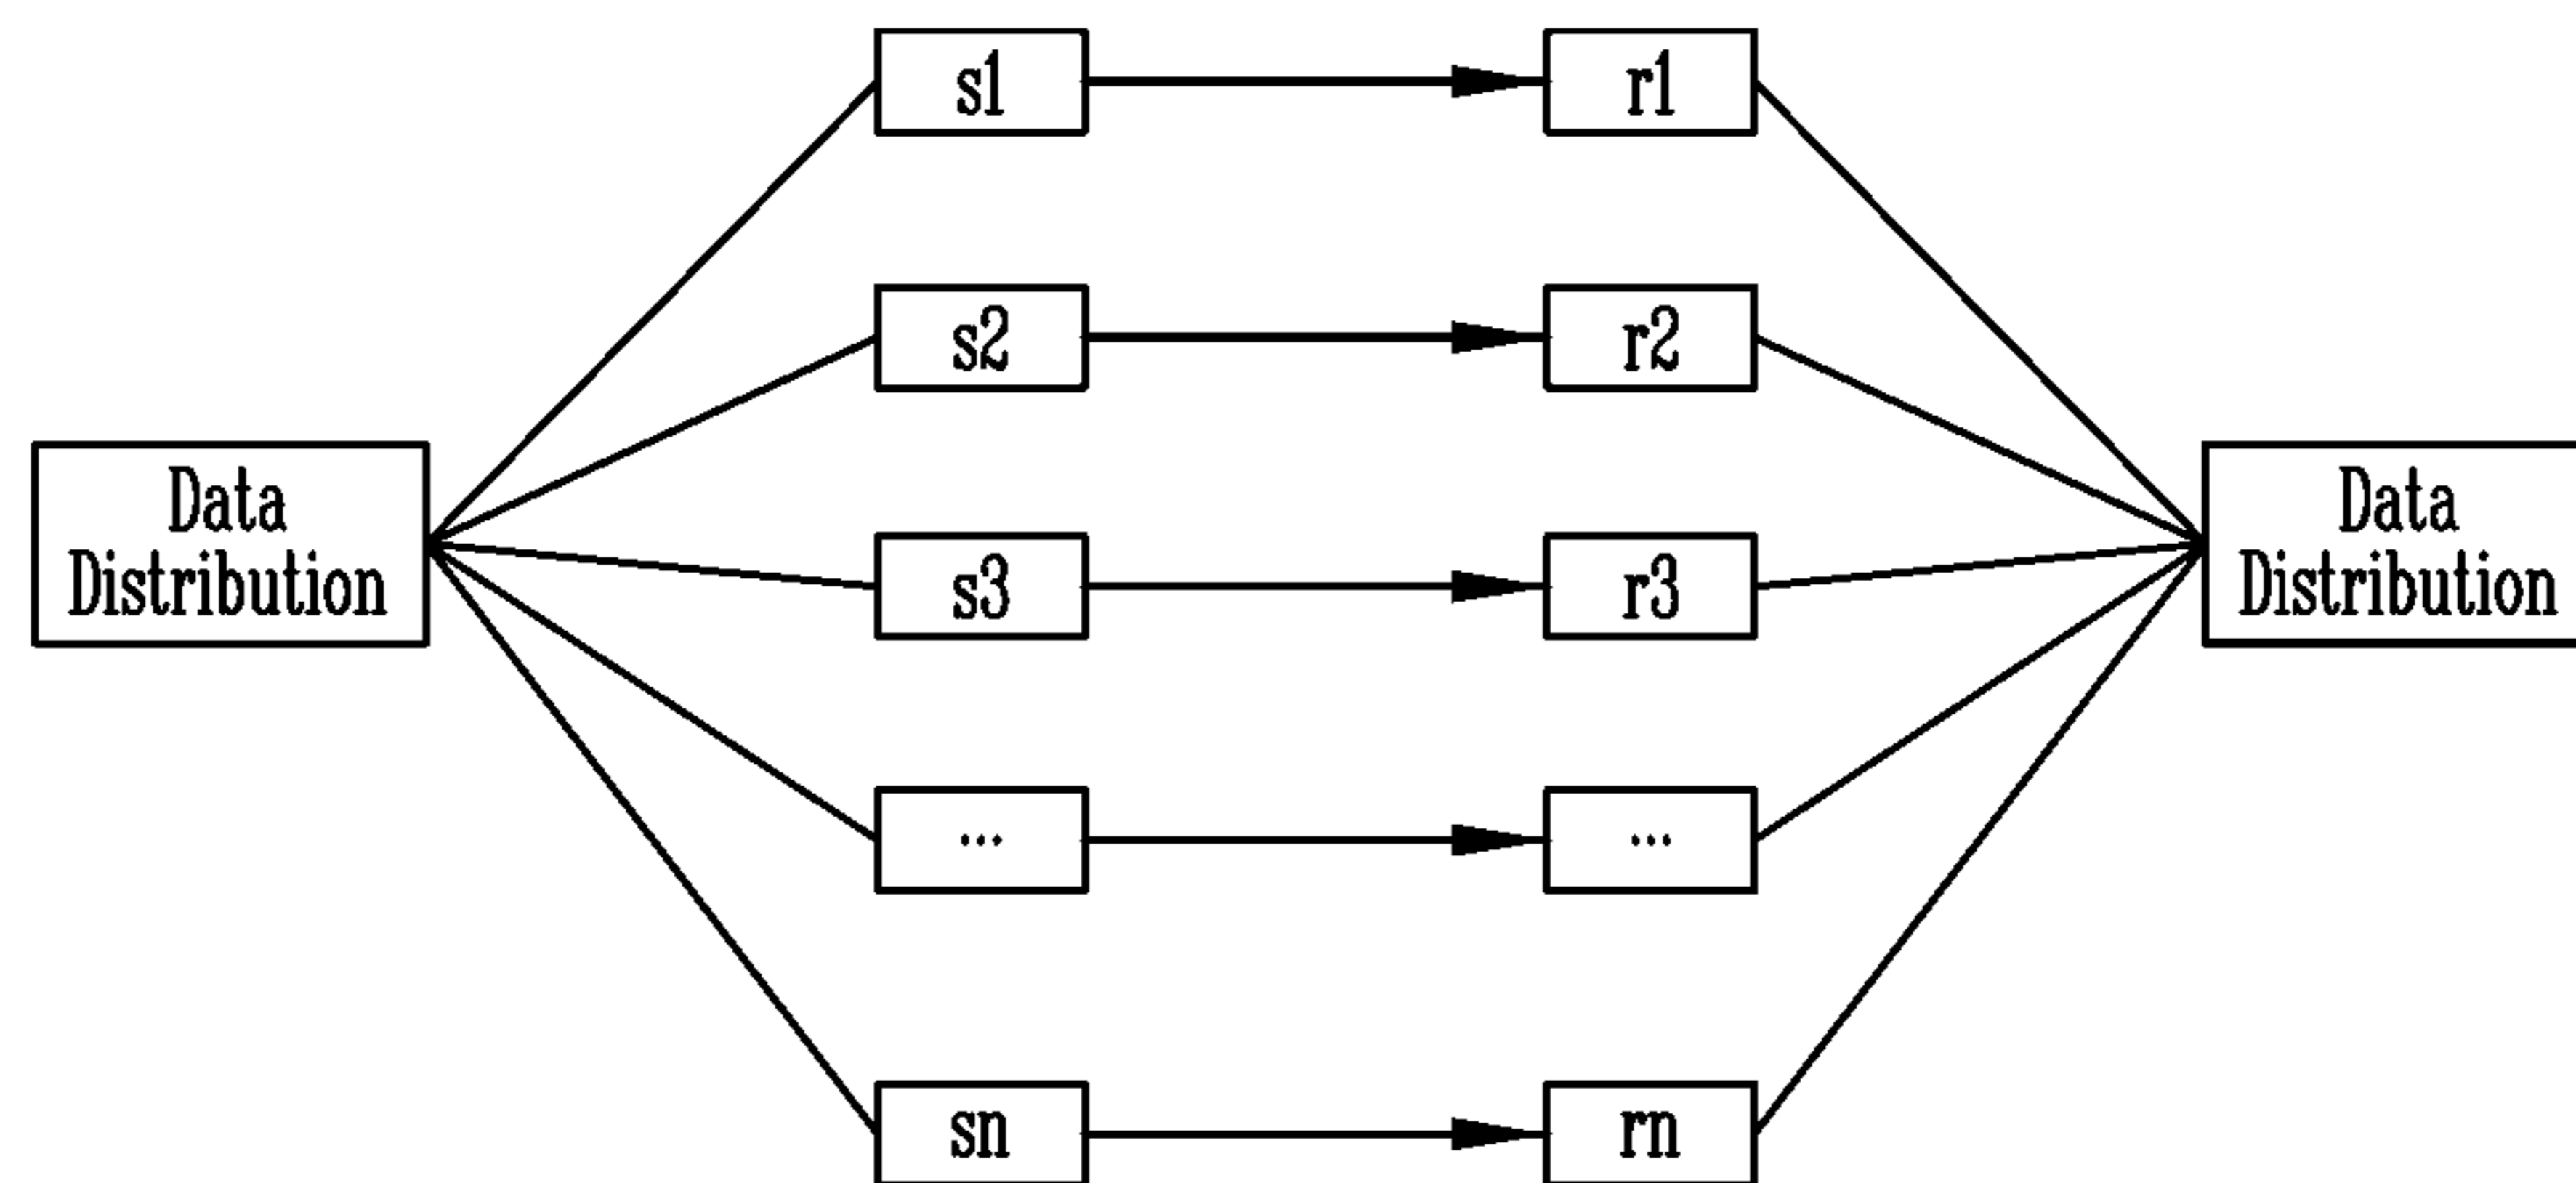 s1
r1
s2
r2
Data
Distribution
s3
r3
Data
Distribution
...
...
sn
rn